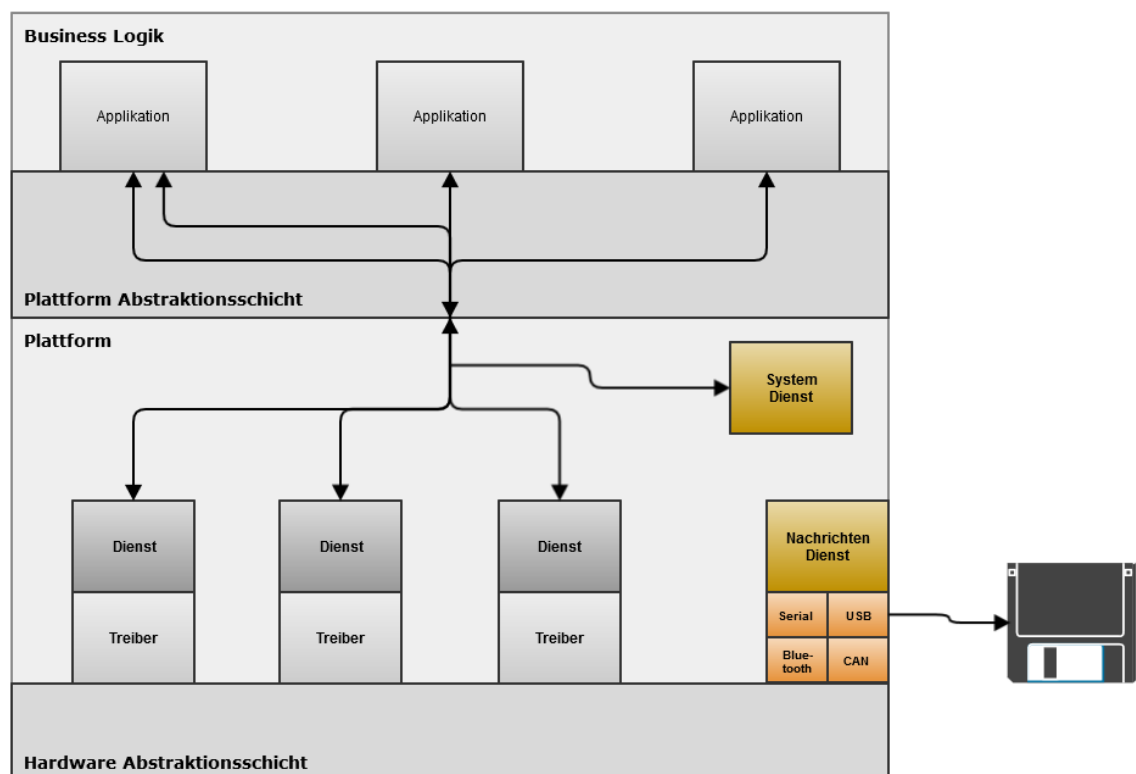 Business Logik
Applikation
Applikation
Applikation
Plattform Abstraktionsschicht
Plattform
System
Dienst
Dienst
Dienst
Dienst
Nachrichten
Dienst
Treiber
Treiber
Treiber
Serial
USB
Blue-
tooth
CAN
Hardware Abstraktionsschicht